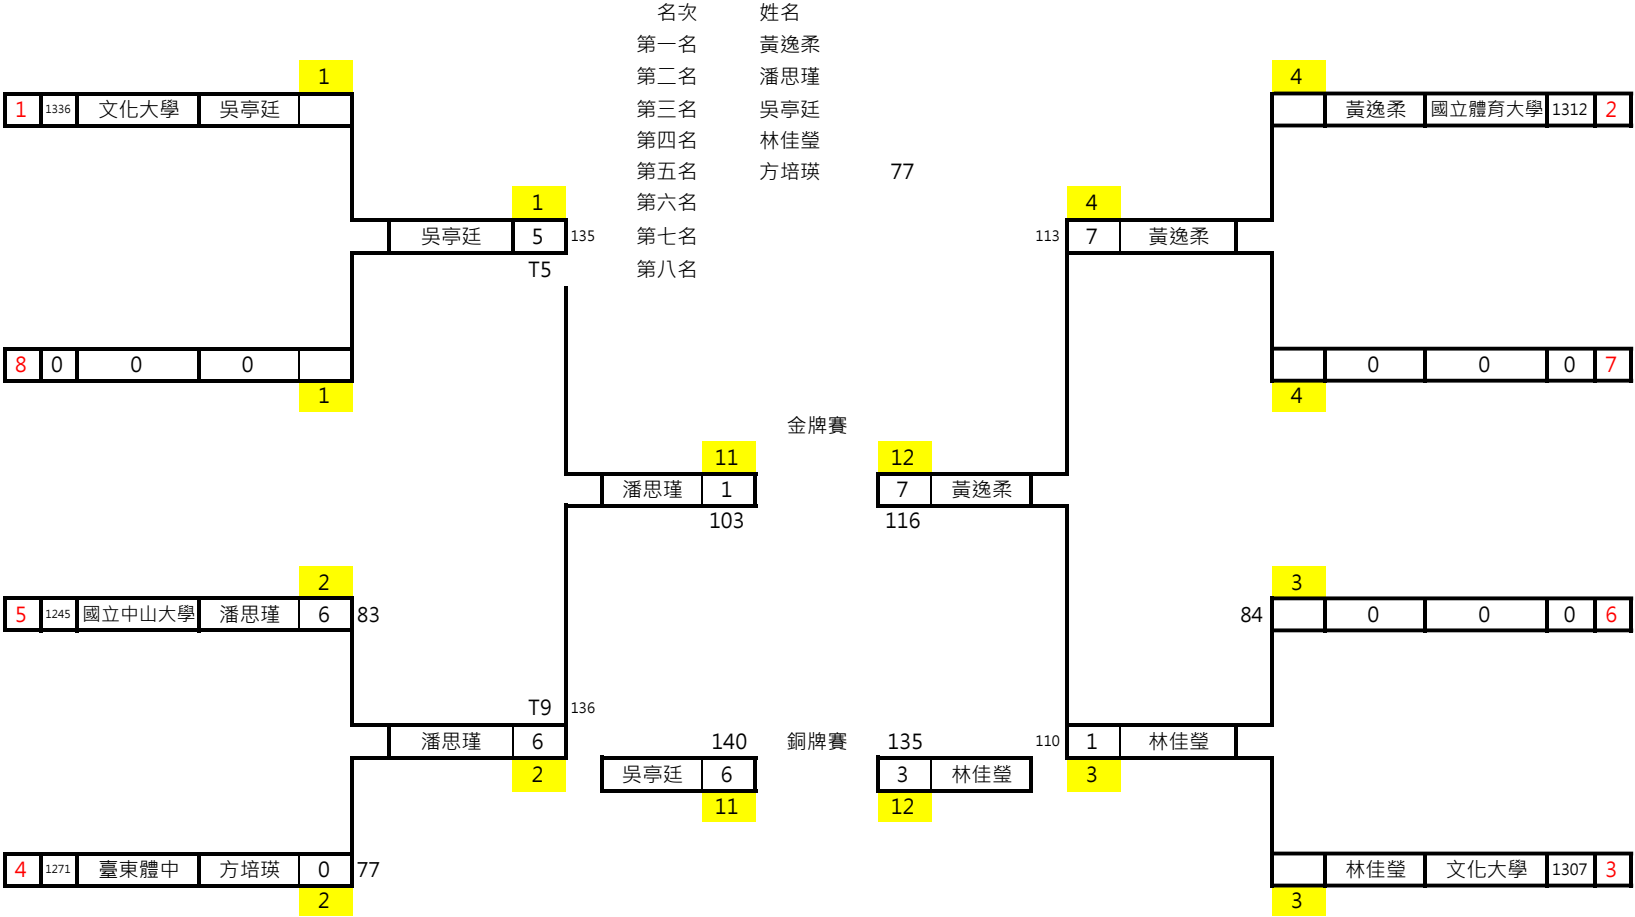 名次 姓名
第一名 黃逸柔
1 第二名 潘思瑾 4
1 1336 文化大學 吳亭廷 第三名 吳亭廷 黃逸柔 國立體育大學 1312 2
第四名 林佳瑩
第五名 方培瑛 77
1 第六名 4
吳亭廷 5 135 第七名 113 7 黃逸柔
T5 第八名
8 0 0 0 0 0 0 7
1 4
金牌賽
11 12
潘思瑾 1 7 黃逸柔
103 116
2 3
5 1245 國立中山大學 潘思瑾 6 83 84 0 0 0 6
T9 136
潘思瑾 6 140 銅牌賽 135 110 1 林佳瑩
2 吳亭廷 6 3 林佳瑩 3
11 12
4 1271 臺東體中 方培瑛 0 77 林佳瑩 文化大學 1307 3
2 3